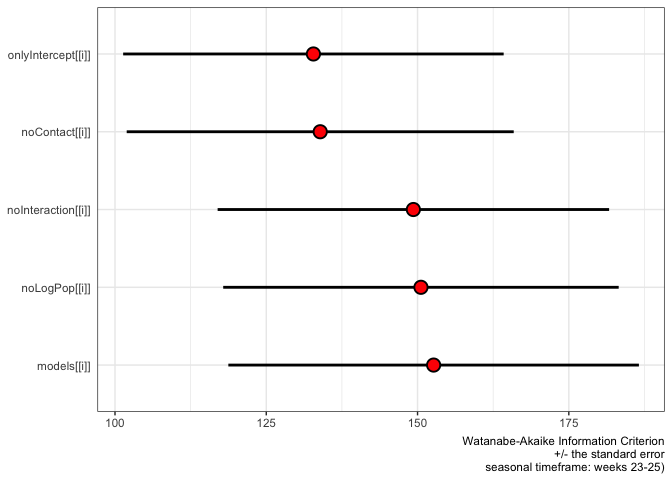 onlyIntercept[[i]]
noContact[[i]]
noInteraction[[i]]
noLogPop[[i]]
models[[i]]
100 125 150 175
Watanabe-Akaike Information Criterion
+/- the standard error
seasonal timeframe: weeks 23-25)